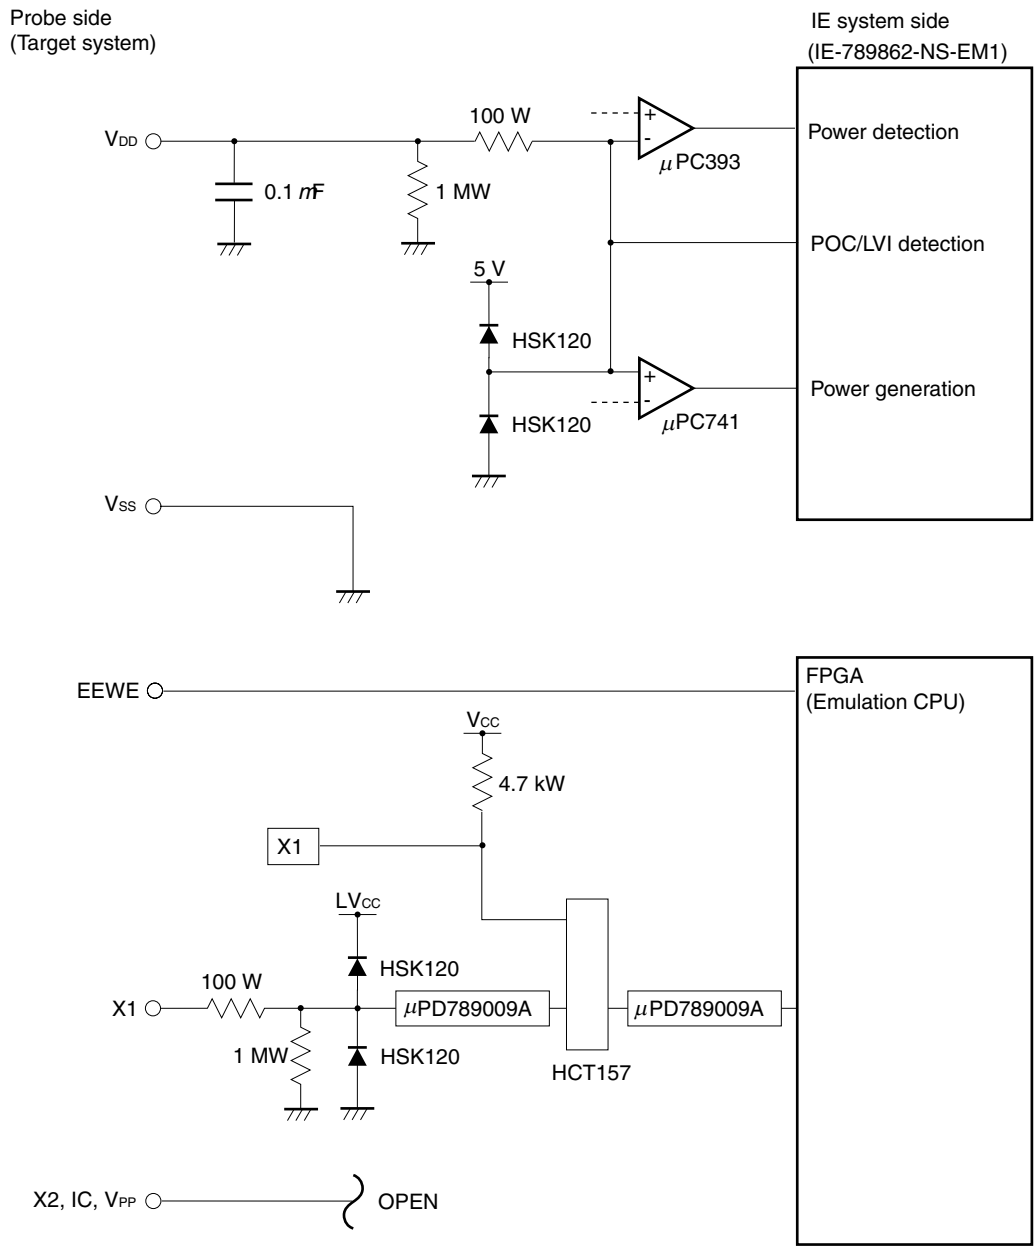 Probe side
(Target system)
IE system side
(IE-789862-NS-EM1)
VDD
100 W
+
-
μPC393
Power detection
0.1 mF
1 MW
POC/LVI detection
5 V
HSK120
+
-
μPC741
Power generation
HSK120
VSS
EEWE
FPGA
(Emulation CPU)
VCC
4.7 kW
X1
LVCC
HSK120
100 W
X1
μPD789009A
μPD789009A
1 MW
HSK120
HCT157
X2, IC, VPP
OPEN